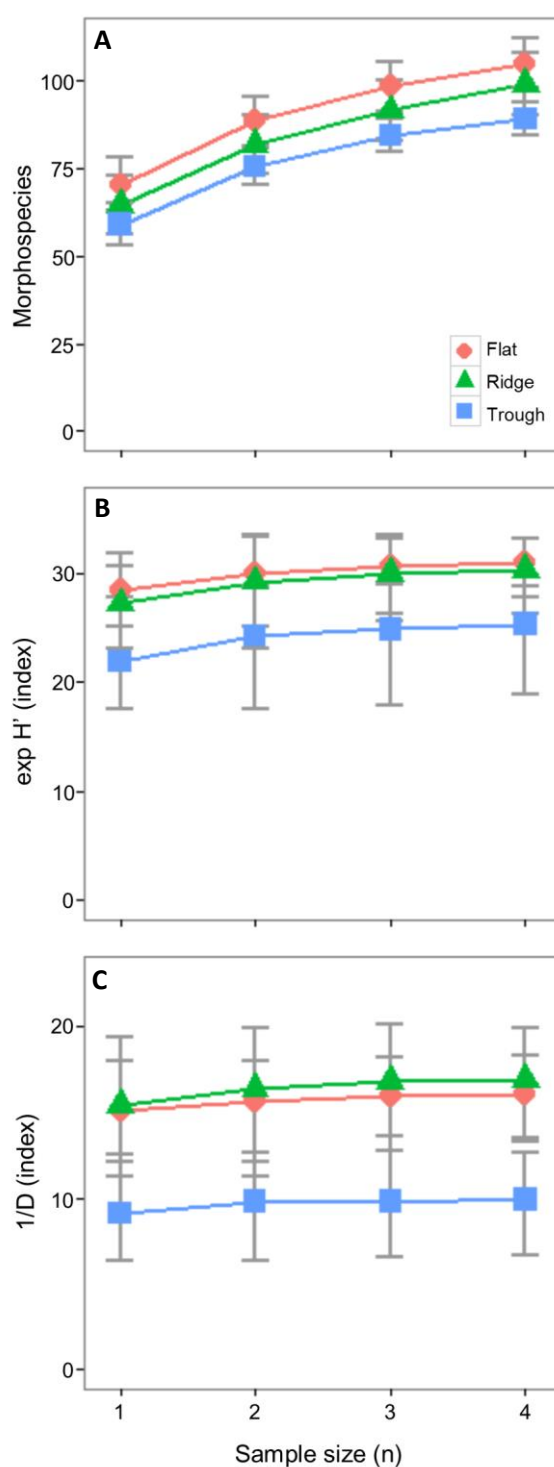 A
100
75
50
25
0
Morphospecies
Flat
Ridge
Trough
B
30
20
10
0
exp H’ (index)
C
20
10
0
1/D (index)
1 2 3 4
Sample size (n)